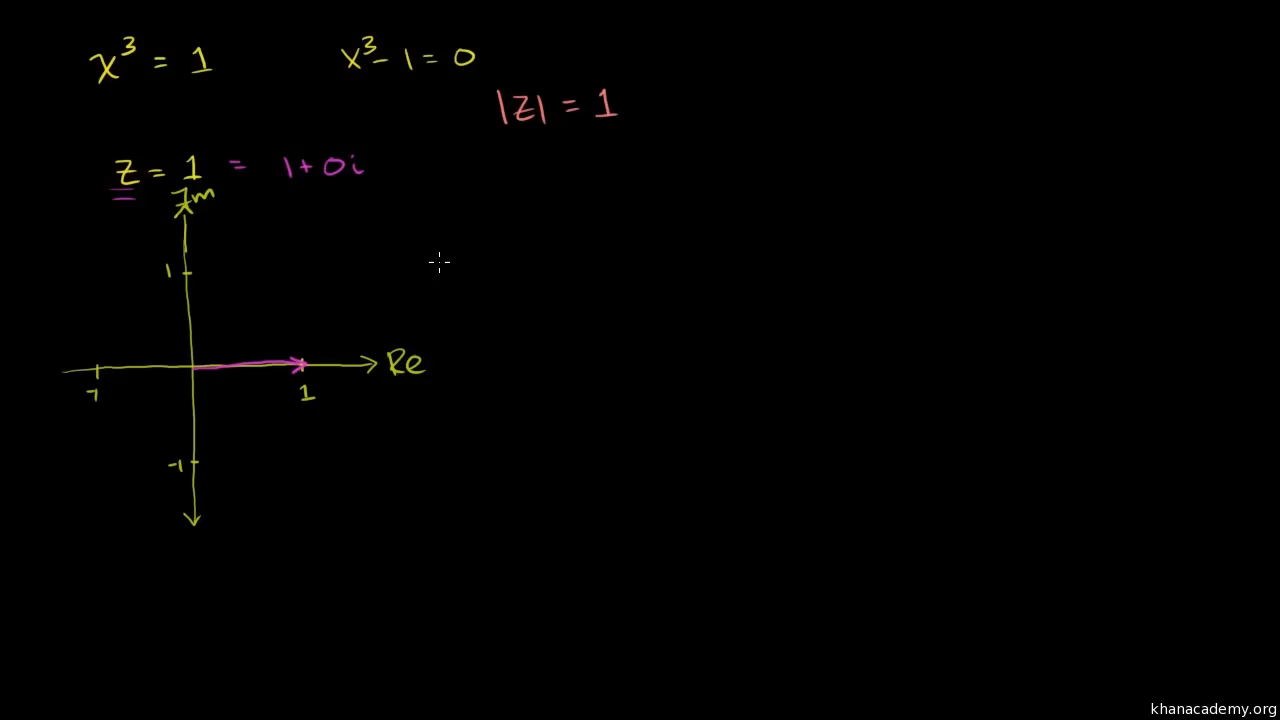 x³ = 1
x³ - 1 = 0
|z| = 1
z = 1 = 1 + 0i
Im
1
Re
-1
1
-1
khanacademy.org